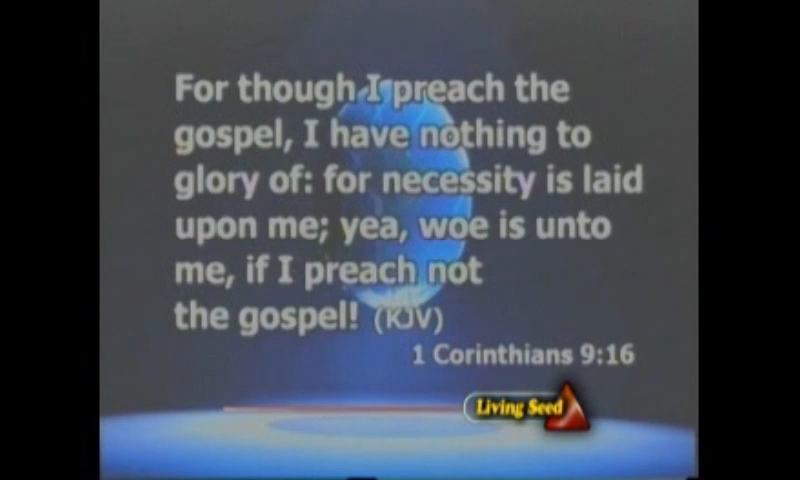 For though I preach the
gospel, I have nothing to
glory of: for necessity is laid
upon me; yea, woe is unto
me, if I preach not
the gospel! (KJV)
1 Corinthians 9:16
Living Seed